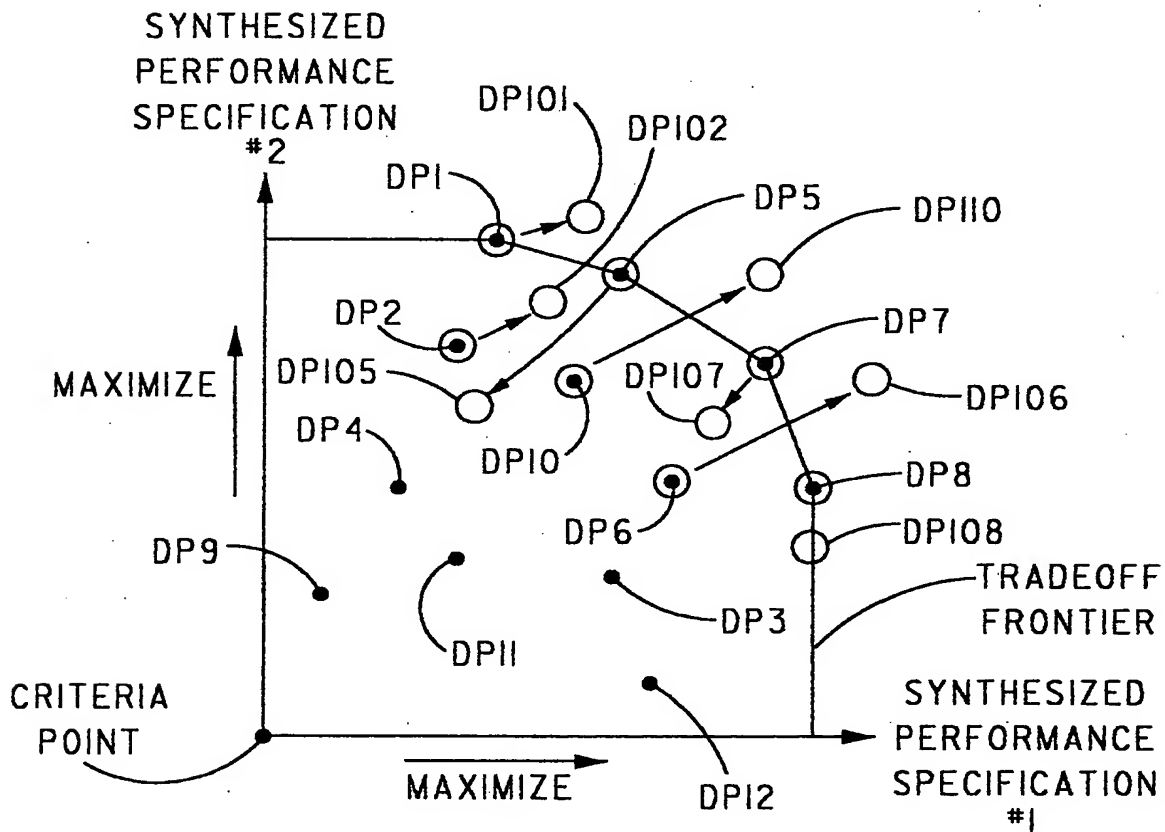 SYNTHESIZED
PERFORMANCE
SPECIFICATION
#2
DP101
DP102
DP1
DP5
DP110
DP2
DP7
MAXIMIZE
DP105
DP107
DP106
DP4
DP10
DP8
DP6
DP108
DP9
TRADEOFF
FRONTIER
DP3
DP11
CRITERIA
POINT
SYNTHESIZED
PERFORMANCE
SPECIFICATION
#1
MAXIMIZE
DP12